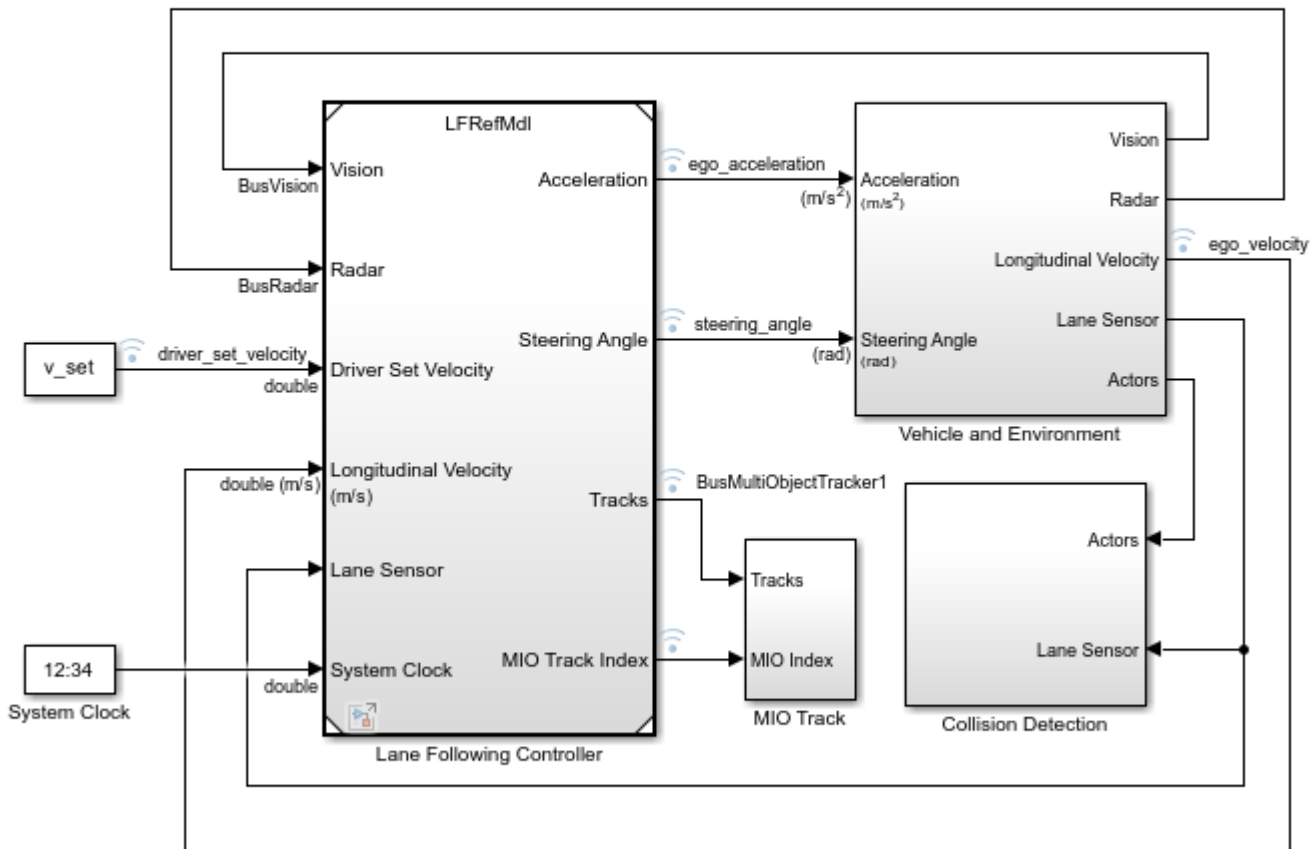 LFRefMdl
Vision
BusVision
Radar
BusRadar
v_set
driver_set_velocity
Driver Set Velocity
double
Longitudinal Velocity
double (m/s)
(m/s)
Lane Sensor
12:34
System Clock
System Clock
double
Acceleration
Steering Angle
Tracks
MIO Track Index
Lane Following Controller
ego_acceleration
(m/s²)
steering_angle
(rad)
BusMultiObjectTracker1
Acceleration
(m/s²)
Steering Angle
(rad)
Vision
Radar
Longitudinal Velocity
Lane Sensor
Actors
Vehicle and Environment
ego_velocity
Tracks
MIO Index
MIO Track
Actors
Lane Sensor
Collision Detection